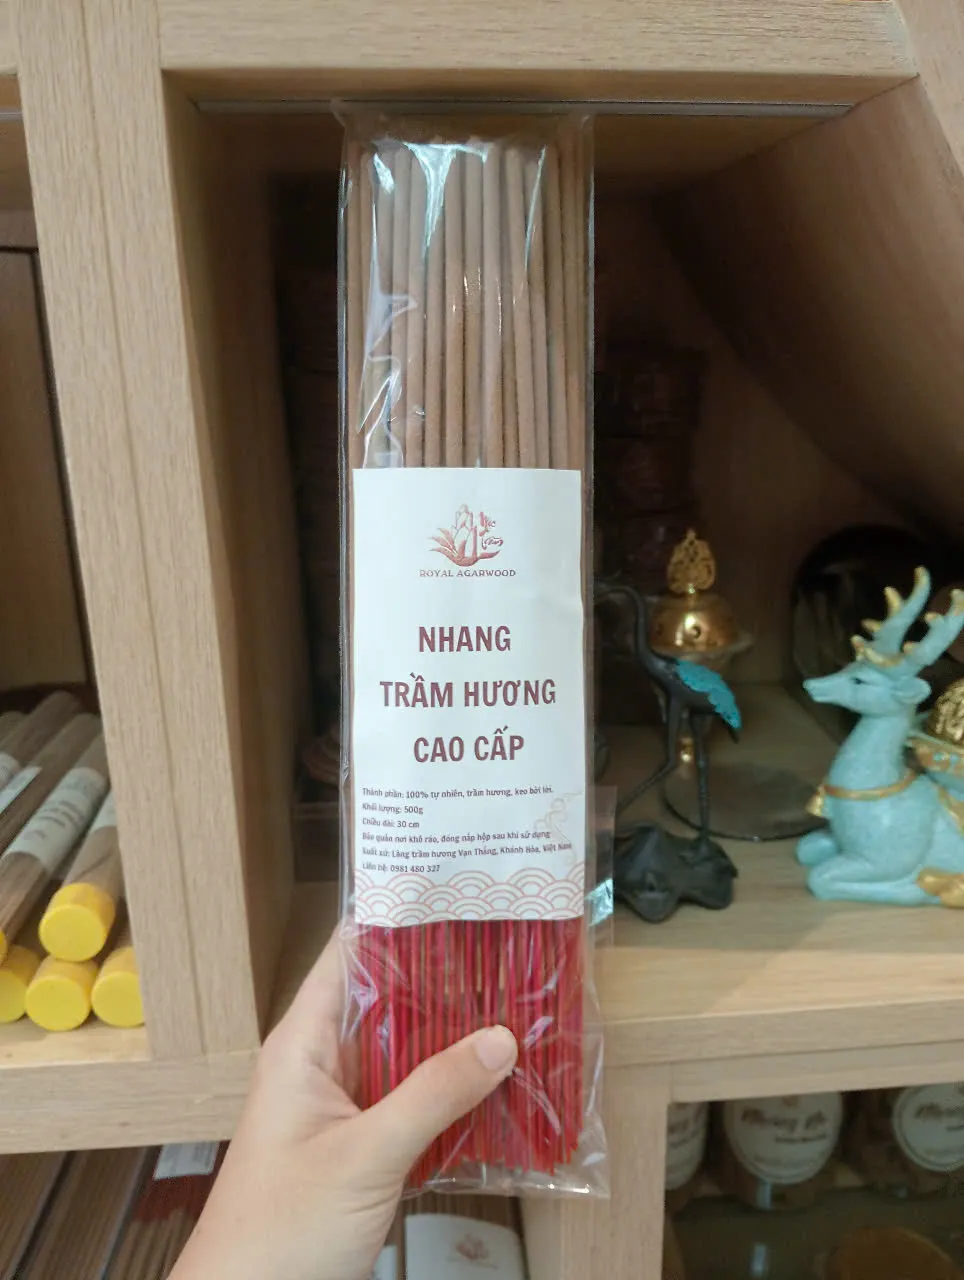 ROYAL AGARWOOD
NHANG
TRẦM HƯƠNG
CAO CẤP
Thành phần: 100% tự nhiên, trầm hương, keo bời lời.
Khối lượng: 500g
Chiều dài: 30 cm
Bảo quản nơi khô ráo, đóng nắp hộp sau khi sử dụng
Xuất xứ: Làng trầm hương Vạn Thắng, Khánh Hòa, Việt Nam
Liên hệ: 0981 480 327